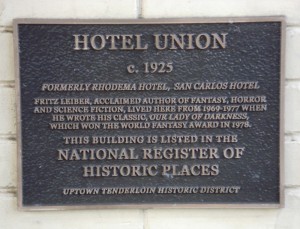 HOTEL UNION
c. 1925
FORMERLY RHODEMA HOTEL, SAN CARLOS HOTEL
FRITZ LEIBER, ACCLAIMED AUTHOR OF FANTASY, HORROR
AND SCIENCE FICTION, LIVED HERE FROM 1969-1977 WHEN
HE WROTE HIS CLASSIC, OUR LADY OF DARKNESS,
WHICH WON THE WORLD FANTASY AWARD IN 1978.
THIS BUILDING IS LISTED IN THE
NATIONAL REGISTER OF
HISTORIC PLACES
UPTOWN TENDERLOIN HISTORIC DISTRICT